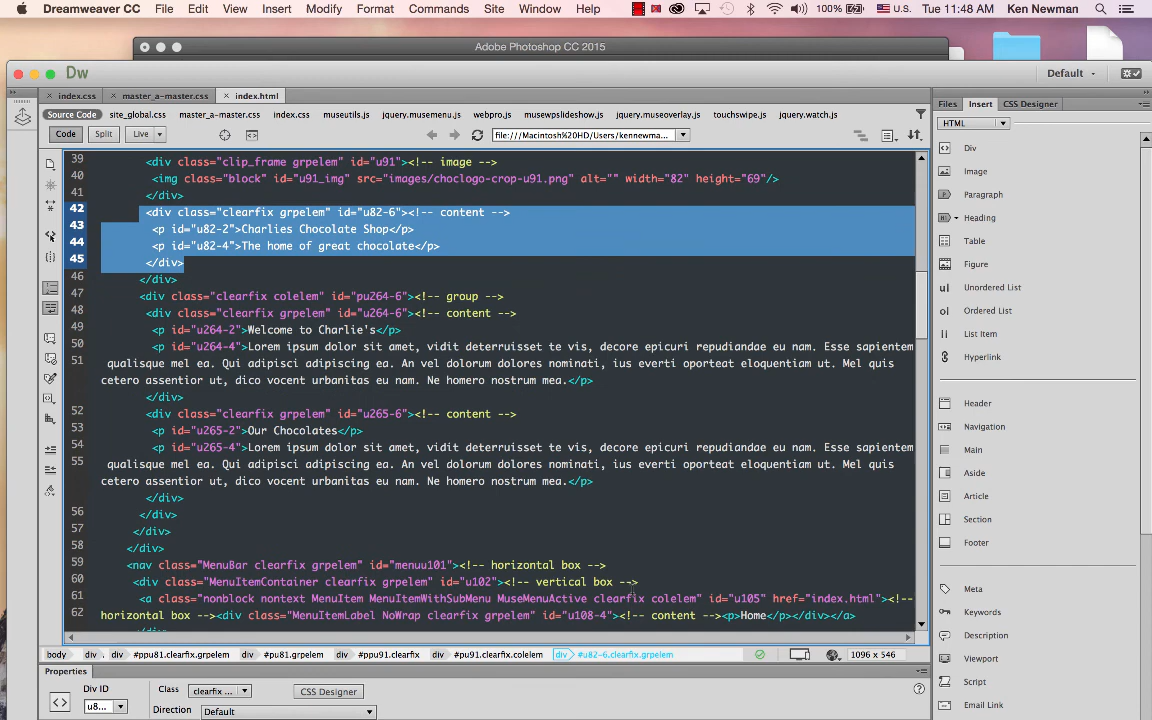 Dreamweaver CC File Edit View Insert Modify Format Commands Site Window Help 100% U.S. Tue 11:48 AM Ken Newman
Adobe Photoshop CC 2015
Dw Default
× index.css × master_a-master.css × index.html Files Insert CSS Designer
Source Code site_global.css master_a-master.css index.css museutils.js jquery.musemenu.js webpro.js musewpslideshow.js jquery.museoverlay.js touchswipe.js jquery.watch.js HTML
Code Split Live file:///Macintosh%20HD/Users/kennewma...
39 <div class="clip_frame grpelem" id="u91"><!-- image -->
40 <img class="block" id="u91_img" src="images/choclogo-crop-u91.png" alt="" width="82" height="69"/>
41 </div>
42 <div class="clearfix grpelem" id="u82-6"><!-- content -->
43 <p id="u82-2">Charlies Chocolate Shop</p>
44 <p id="u82-4">The home of great chocolate</p>
45 </div>
46 </div>
47 <div class="clearfix colelem" id="pu264-6"><!-- group -->
48 <div class="clearfix grpelem" id="u264-6"><!-- content -->
49 <p id="u264-2">Welcome to Charlie's</p>
50 <p id="u264-4">Lorem ipsum dolor sit amet, vidit deterruisset te vis, decore epicuri repudiandae eu nam. Esse sapientem
51 qualisque mel ea. Qui adipisci adipiscing ea. An vel dolorum dolores nominati, ius everti oporteat eloquentiam ut. Mel quis
cetero assentior ut, dico vocent urbanitas eu nam. Ne homero nostrum mea.</p>
</div>
52 <div class="clearfix grpelem" id="u265-6"><!-- content -->
53 <p id="u265-2">Our Chocolates</p>
54 <p id="u265-4">Lorem ipsum dolor sit amet, vidit deterruisset te vis, decore epicuri repudiandae eu nam. Esse sapientem
55 qualisque mel ea. Qui adipisci adipiscing ea. An vel dolorum dolores nominati, ius everti oporteat eloquentiam ut. Mel quis
cetero assentior ut, dico vocent urbanitas eu nam. Ne homero nostrum mea.</p>
</div>
56 </div>
57 </div>
58 </div>
59 <nav class="MenuBar clearfix grpelem" id="menuu101"><!-- horizontal box -->
60 <div class="MenuItemContainer clearfix grpelem" id="u102"><!-- vertical box -->
61 <a class="nonblock nontext MenuItem MenuItemWithSubMenu MuseMenuActive clearfix colelem" id="u105" href="index.html"><!--
62 horizontal box --><div class="MenuItemLabel NoWrap clearfix grpelem" id="u108-4"><!-- content --><p>Home</p></div></a>
body div. div #ppu81.clearfix.grpelem div #pu81.grpelem div #ppu91.clearfix div #pu91.clearfix.colelem div #u82-6.clearfix.grpelem 1096 x 546
Properties
Div ID Class clearfix ... CSS Designer
u8... Direction Default
Div
Image
Paragraph
Heading
Table
Figure
Unordered List
Ordered List
List Item
Hyperlink
Header
Navigation
Main
Aside
Article
Section
Footer
Meta
Keywords
Description
Viewport
Script
Email Link